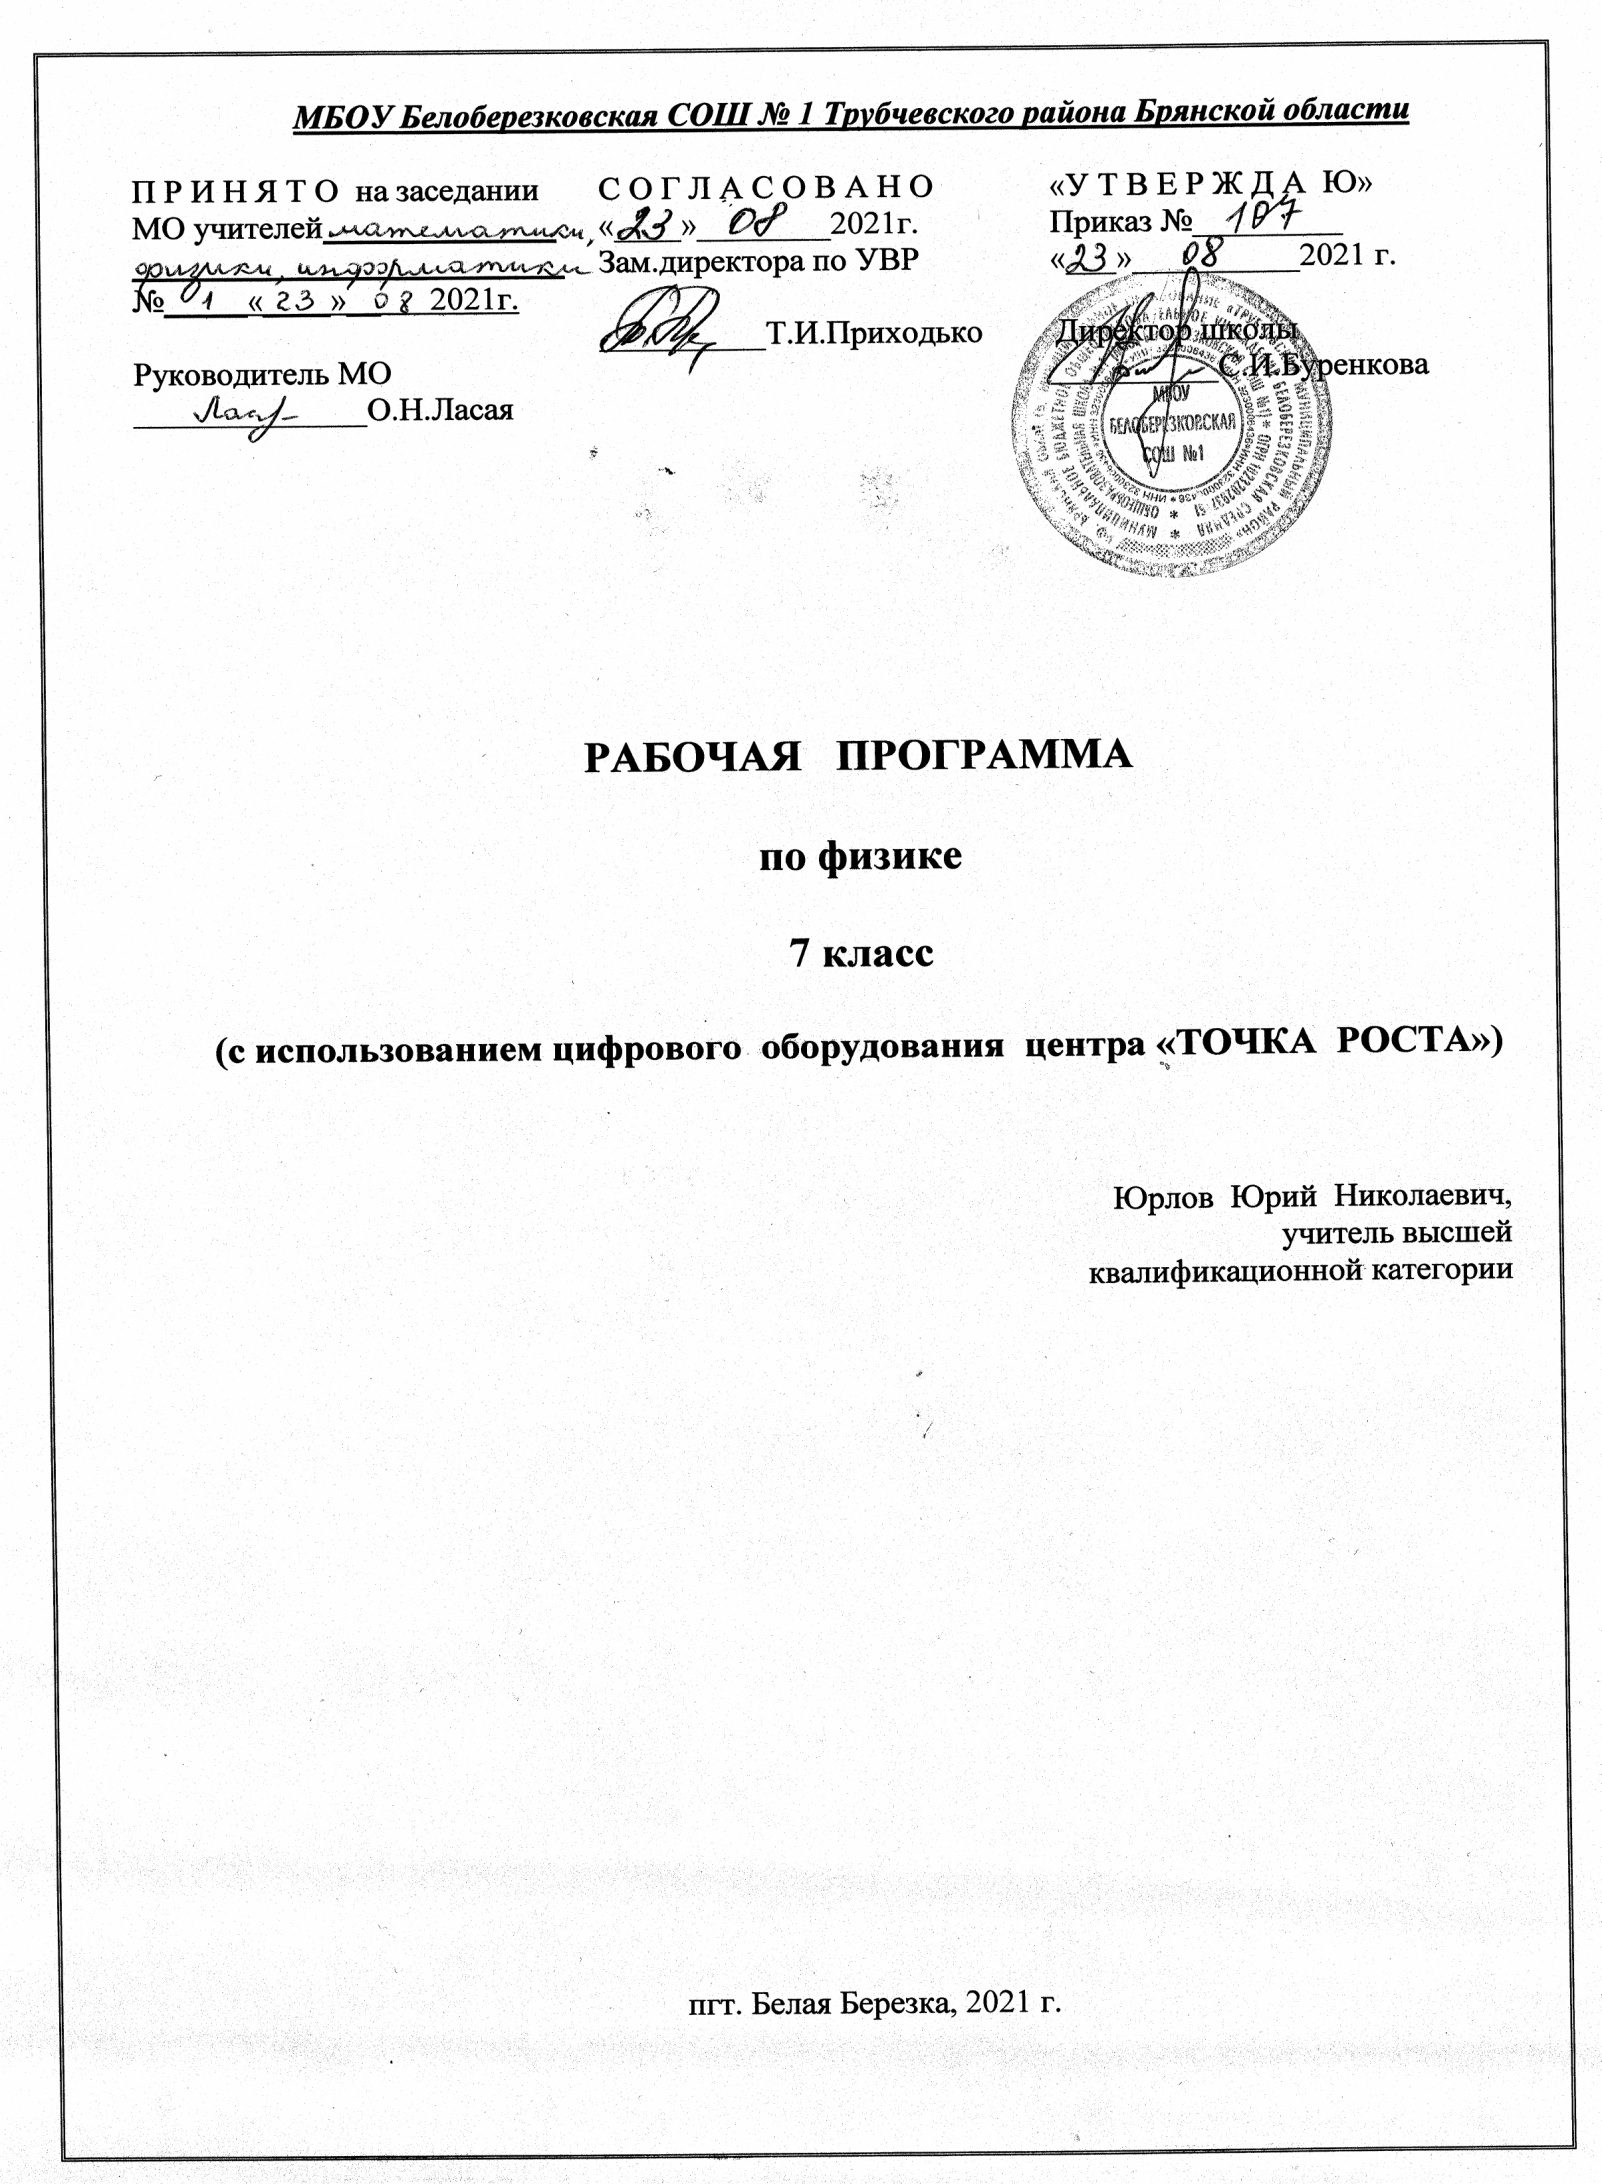 МБОУ Белоберезковская СОШ № 1 Трубчевского района Брянской области
П Р И Н Я Т О на заседании
МО учителей математики,
физики, информатики
№ 01 « 23 » 08 2021г.
Руководитель МО
О.Н.Ласая
С О Г Л А С О В А Н О
«23» 08 2021г.
Зам.директора по УВР
Т.И.Приходько
«У Т В Е Р Ж Д А Ю»
Приказ № 107
«23» 08 2021 г.
Директор школы
С.И.Буренкова
МБОУ
БЕЛОБЕРЕЗКОВСКАЯ
СОШ №1
РАБОЧАЯ ПРОГРАММА
по физике
7 класс
(с использованием цифрового оборудования центра «ТОЧКА РОСТА»)
Юрлов Юрий Николаевич,
учитель высшей
квалификационной категории
пгт. Белая Березка, 2021 г.